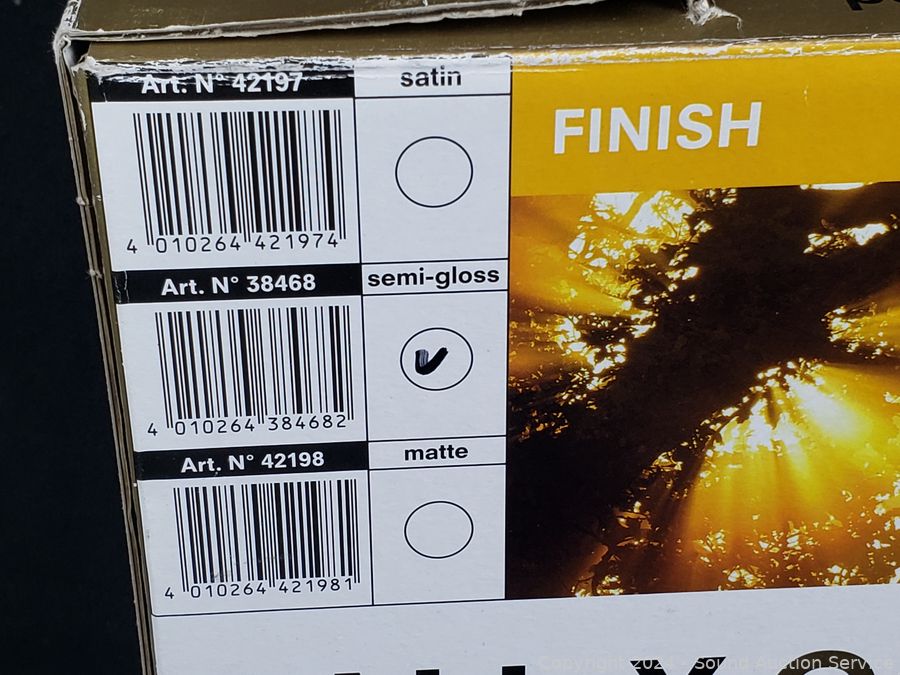 Art. N° 42197
satin
4 010264 421974
FINISH
Art. N° 38468
semi-gloss
4 010264 384682
Art. N° 42198
matte
4 010264 421981
Copyright 2024 - Sound Auction Service